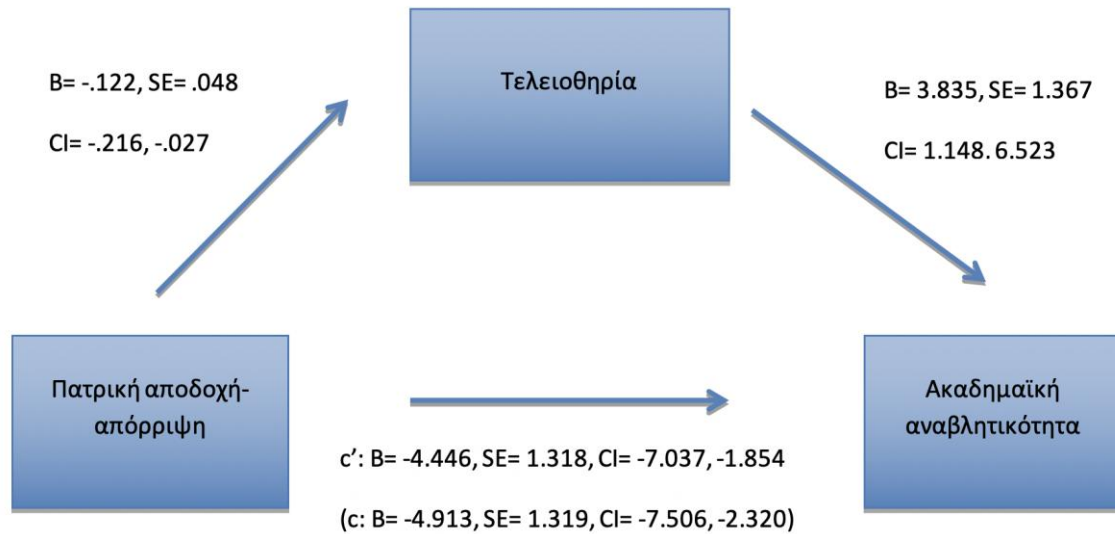 B= -.122, SE= .048
CI= -.216, -.027
Τελειοθηρία
B= 3.835, SE= 1.367
CI= 1.148. 6.523
Πατρική αποδοχή-
απόρριψη
Ακαδημαϊκή
αναβλητικότητα
c’: B= -4.446, SE= 1.318, CI= -7.037, -1.854
(c: B= -4.913, SE= 1.319, CI= -7.506, -2.320)